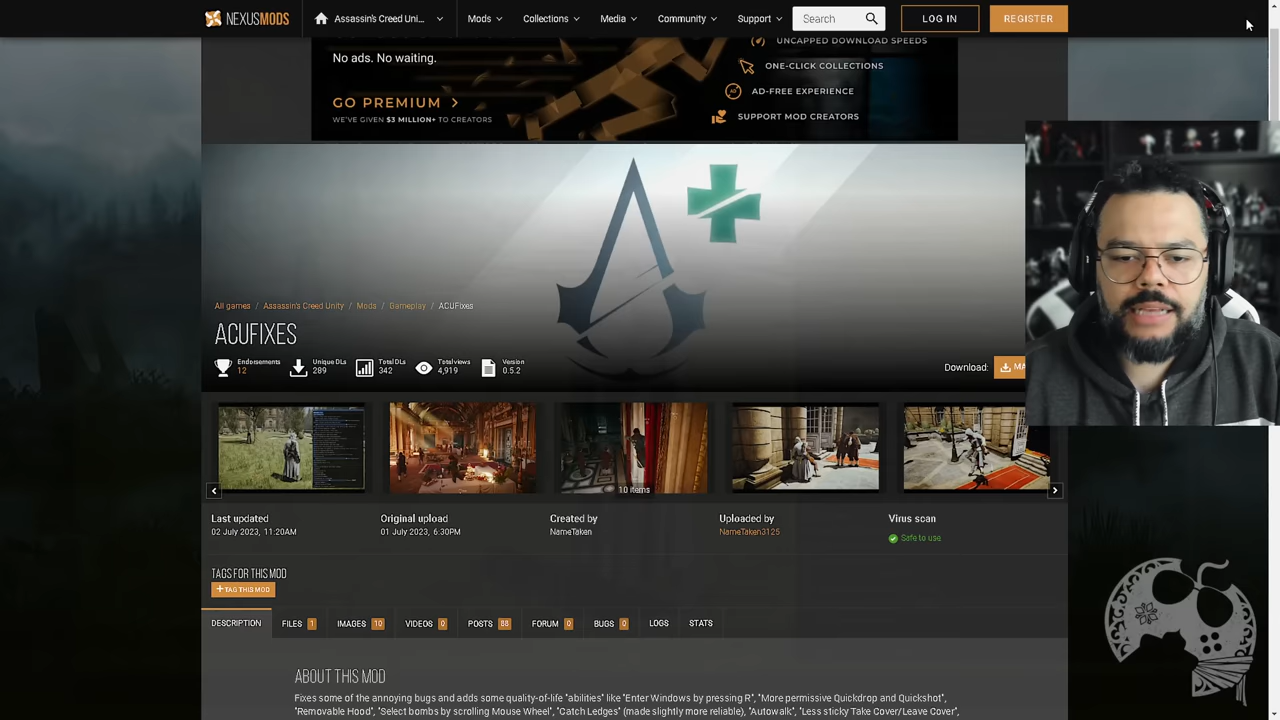 NEXUSMODS
Assassin's Creed Uni...
Mods
Collections
Media
Community
Support
Search
LOG IN
REGISTER
No ads. No waiting.
GO PREMIUM
WE'VE GIVEN $3 MILLION+ TO CREATORS
UNCAPPED DOWNLOAD SPEEDS
ONE-CLICK COLLECTIONS
AD-FREE EXPERIENCE
SUPPORT MOD CREATORS
All games / Assassin's Creed Unity / Mods / Gameplay / ACUFixes
ACUFIXES
Endorsements
12
Unique DLs
289
Total DLs
342
Total views
4,919
Version
0.5.2
Download:
MA
10 items
Last updated
02 July 2023, 11:20AM
Original upload
01 July 2023, 6:30PM
Created by
NameTaken
Uploaded by
NameTaken3125
Virus scan
Safe to use
TAGS FOR THIS MOD
+ TAG THIS MOD
DESCRIPTION
FILES 1
IMAGES 10
VIDEOS 0
POSTS 88
FORUM 0
BUGS 0
LOGS
STATS
ABOUT THIS MOD
Fixes some of the annoying bugs and adds some quality-of-life "abilities" like "Enter Windows by pressing R", "More permissive Quickdrop and Quickshot",
"Removable Hood", "Select bombs by scrolling Mouse Wheel", "Catch Ledges" (made slightly more reliable), "Autowalk", "Less sticky Take Cover/Leave Cover",